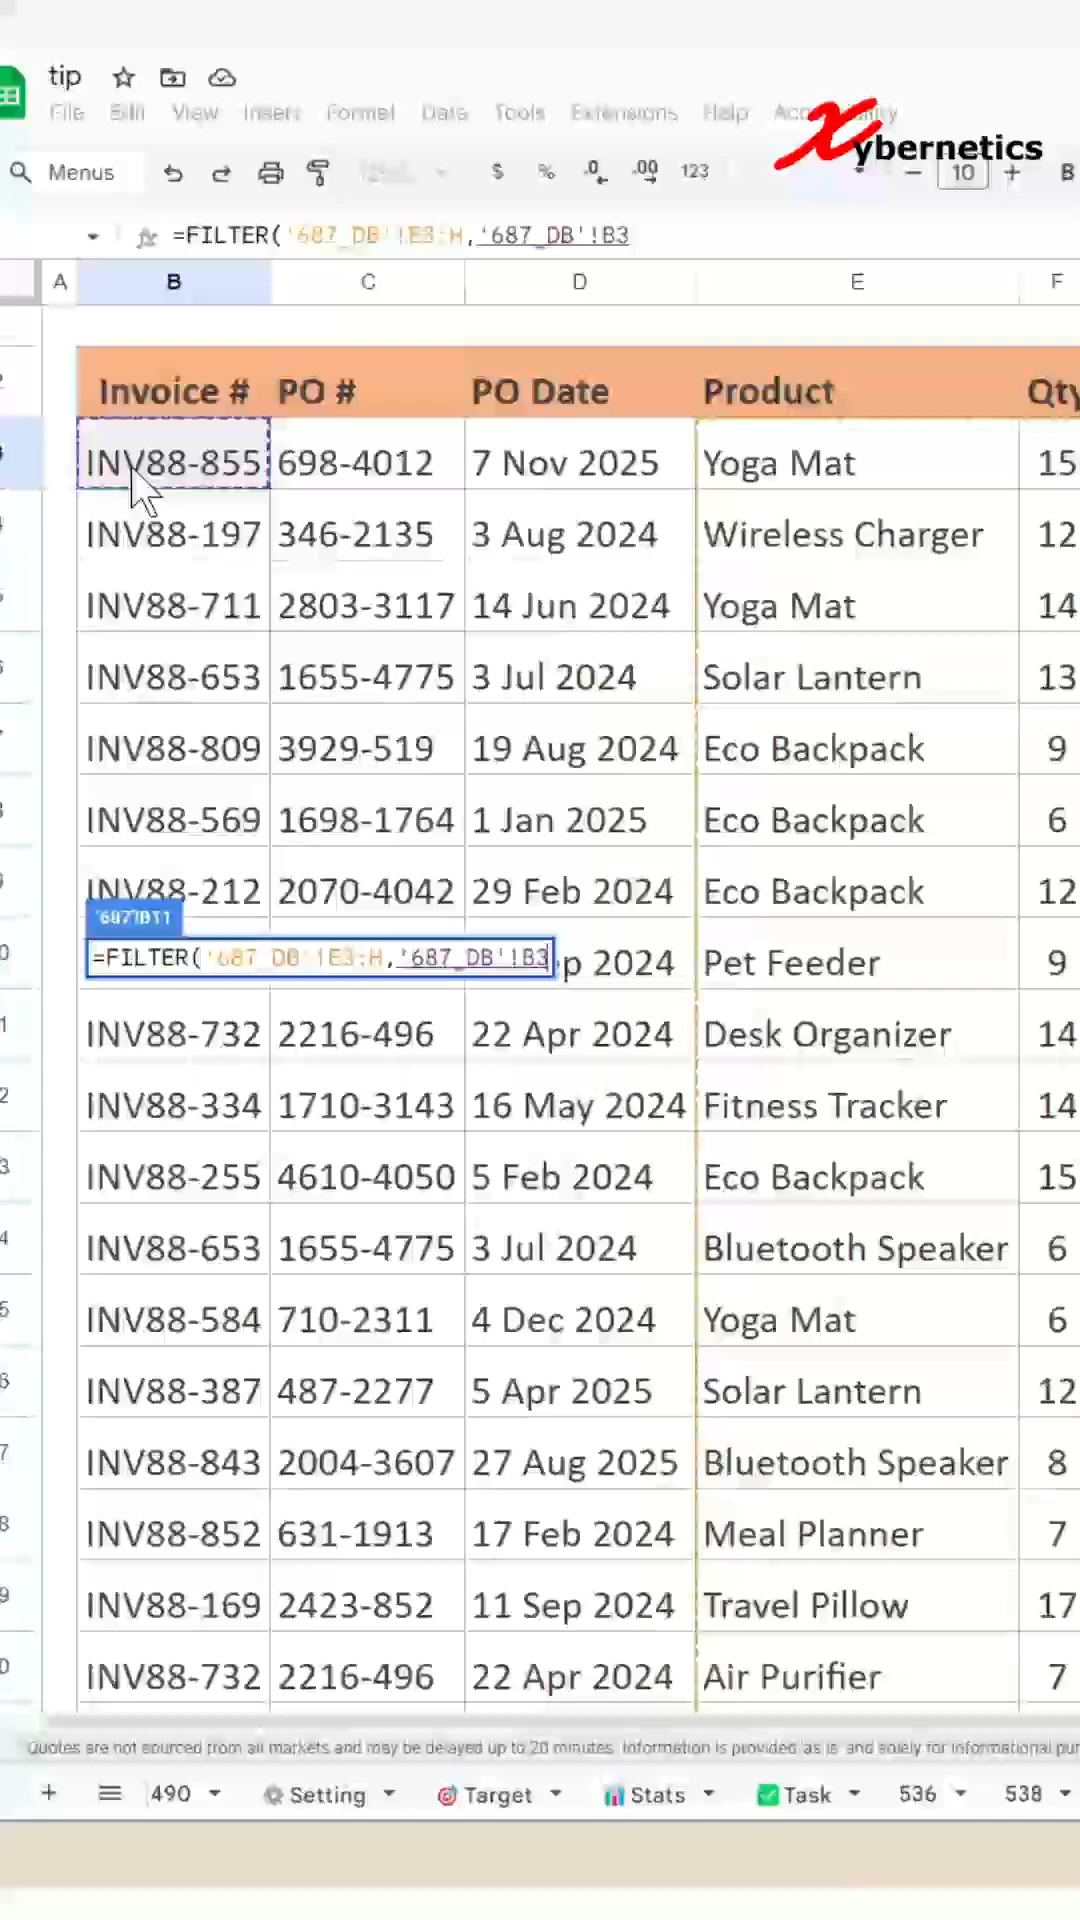 tip
File Edit View Insert Format Data Tools Extensions Help
Xybernetics
Menus $ % .0 .00 123 10 B
=FILTER('687_DB'!E3:H,'687_DB'!B3
A B C D E F
Invoice # PO # PO Date Product Qty
INV88-855 698-4012 7 Nov 2025 Yoga Mat 15
INV88-197 346-2135 3 Aug 2024 Wireless Charger 12
INV88-711 2803-3117 14 Jun 2024 Yoga Mat 14
INV88-653 1655-4775 3 Jul 2024 Solar Lantern 13
INV88-809 3929-519 19 Aug 2024 Eco Backpack 9
INV88-569 1698-1764 1 Jan 2025 Eco Backpack 6
INV88-212 2070-4042 29 Feb 2024 Eco Backpack 12
'687'!B11
=FILTER('687_DB'!E3:H,'687_DB'!B3 p 2024 Pet Feeder 9
INV88-732 2216-496 22 Apr 2024 Desk Organizer 14
INV88-334 1710-3143 16 May 2024 Fitness Tracker 14
INV88-255 4610-4050 5 Feb 2024 Eco Backpack 15
INV88-653 1655-4775 3 Jul 2024 Bluetooth Speaker 6
INV88-584 710-2311 4 Dec 2024 Yoga Mat 6
INV88-387 487-2277 5 Apr 2025 Solar Lantern 12
INV88-843 2004-3607 27 Aug 2025 Bluetooth Speaker 8
INV88-852 631-1913 17 Feb 2024 Meal Planner 7
INV88-169 2423-852 11 Sep 2024 Travel Pillow 17
INV88-732 2216-496 22 Apr 2024 Air Purifier 7
Quotes are not sourced from all markets and may be delayed up to 20 minutes. Information is provided 'as is' and solely for informational pur
490 Setting Target Stats Task 536 538